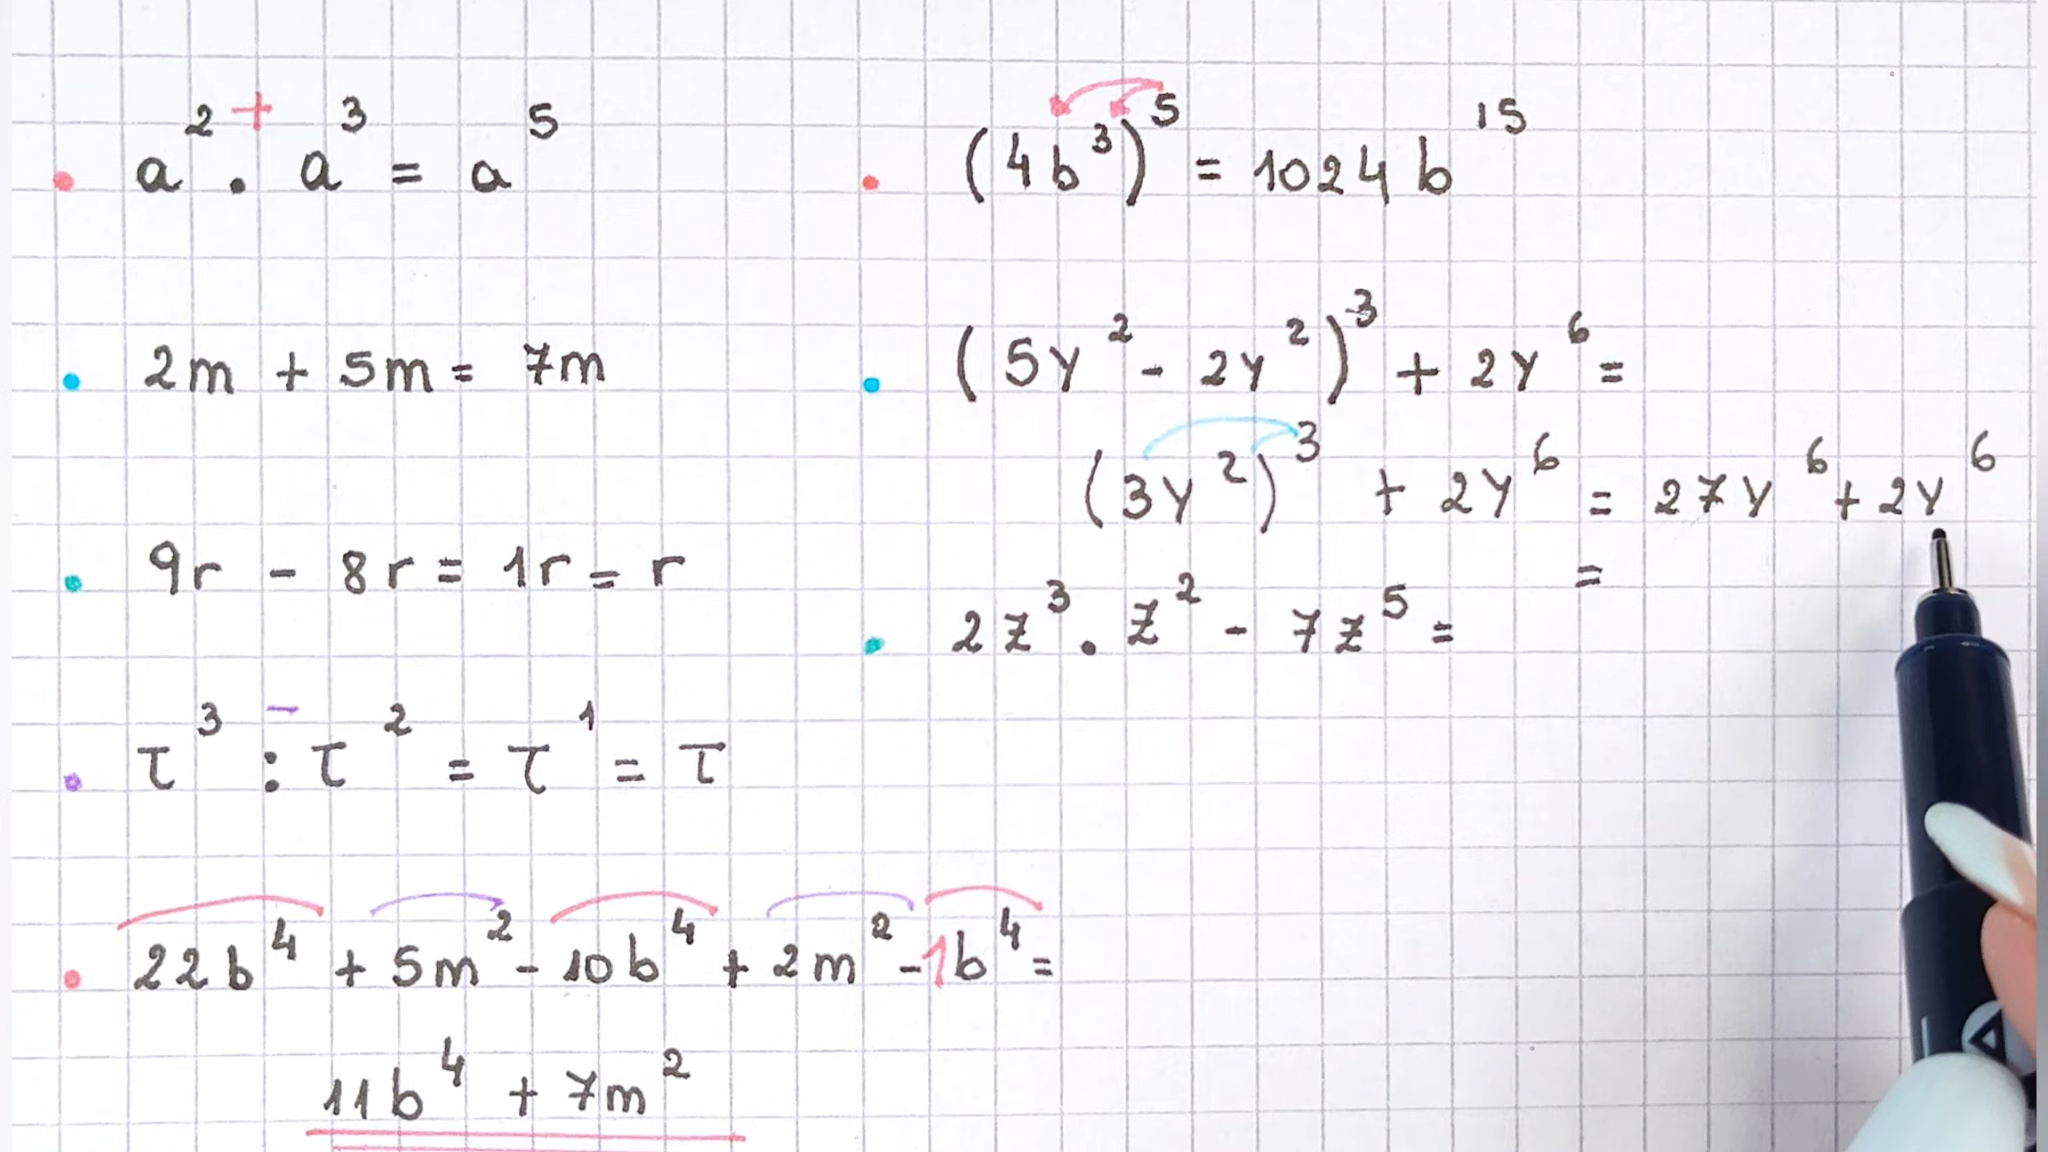 a² + a³ = a⁵
2m + 5m = 7m
9r - 8r = 1r = r
τ³ - : τ² = τ¹ = τ
22b⁴ + 5m² - 10b⁴ + 2m² - 1b⁴ =
11b⁴ + 7m²
(4b³)⁵ = 1024b¹⁵
(5y² - 2y²)³ + 2y⁶ =
(3y²)³ + 2y⁶ = 27y⁶ + 2y⁶
=
2z³ · z² - 7z⁵ =